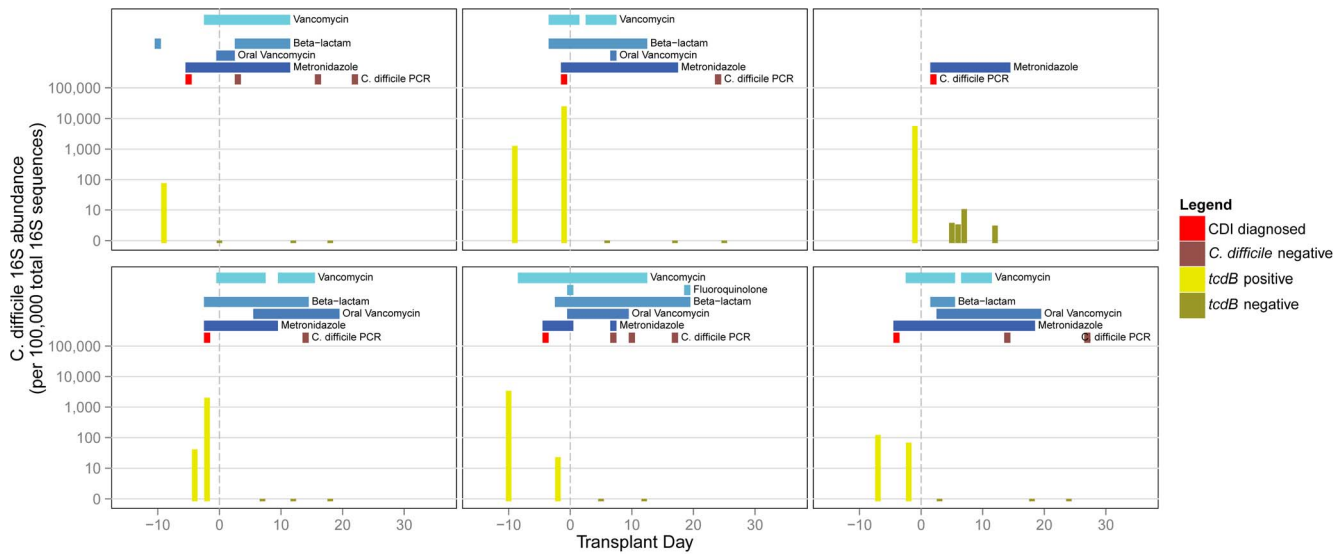 Vancomycin
Beta-lactam
Oral Vancomycin
Metronidazole
C. difficile PCR
Vancomycin
Beta-lactam
Oral Vancomycin
Metronidazole
C. difficile PCR
Metronidazole
C. difficile PCR
100,000
10,000
1,000
100
10
0
C. difficile 16S abundance
(per 100,000 total 16S sequences)
Vancomycin
Beta-lactam
Oral Vancomycin
Metronidazole
C. difficile PCR
Vancomycin
Fluoroquinolone
Beta-lactam
Oral Vancomycin
Metronidazole
C. difficile PCR
Vancomycin
Beta-lactam
Oral Vancomycin
Metronidazole
C. difficile PCR
100,000
10,000
1,000
100
10
0
−10 0 10 20 30
−10 0 10 20 30
−10 0 10 20 30
Transplant Day
Legend
CDI diagnosed
C. difficile negative
tcdB positive
tcdB negative